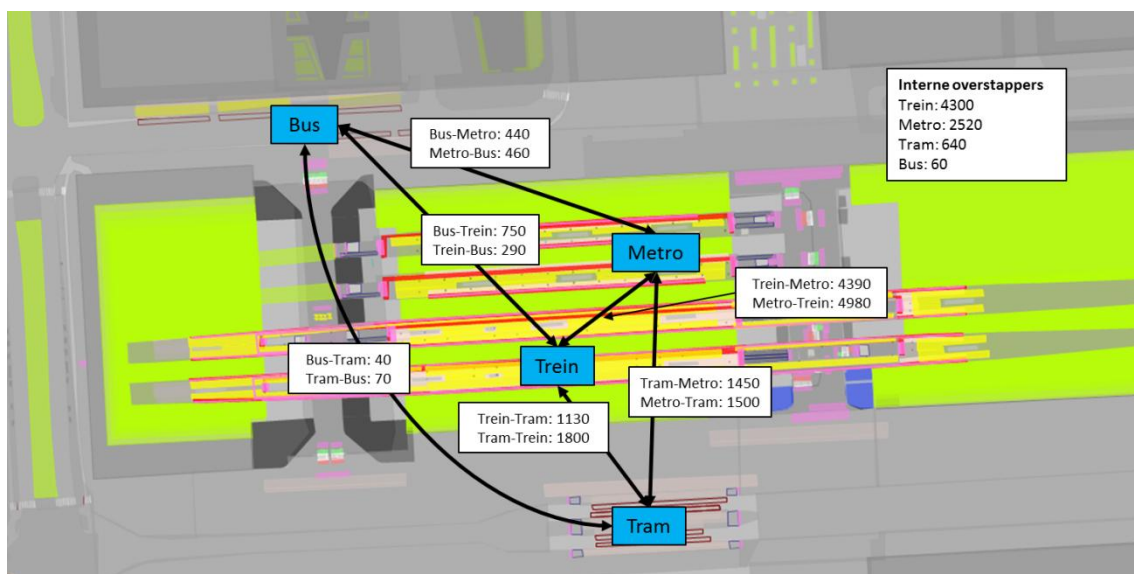 Interne overstappers
Trein: 4300
Metro: 2520
Tram: 640
Bus: 60
Bus
Bus-Metro: 440
Metro-Bus: 460
Bus-Trein: 750
Trein-Bus: 290
Metro
Trein-Metro: 4390
Metro-Trein: 4980
Trein
Bus-Tram: 40
Tram-Bus: 70
Tram-Metro: 1450
Metro-Tram: 1500
Trein-Tram: 1130
Tram-Trein: 1800
Tram